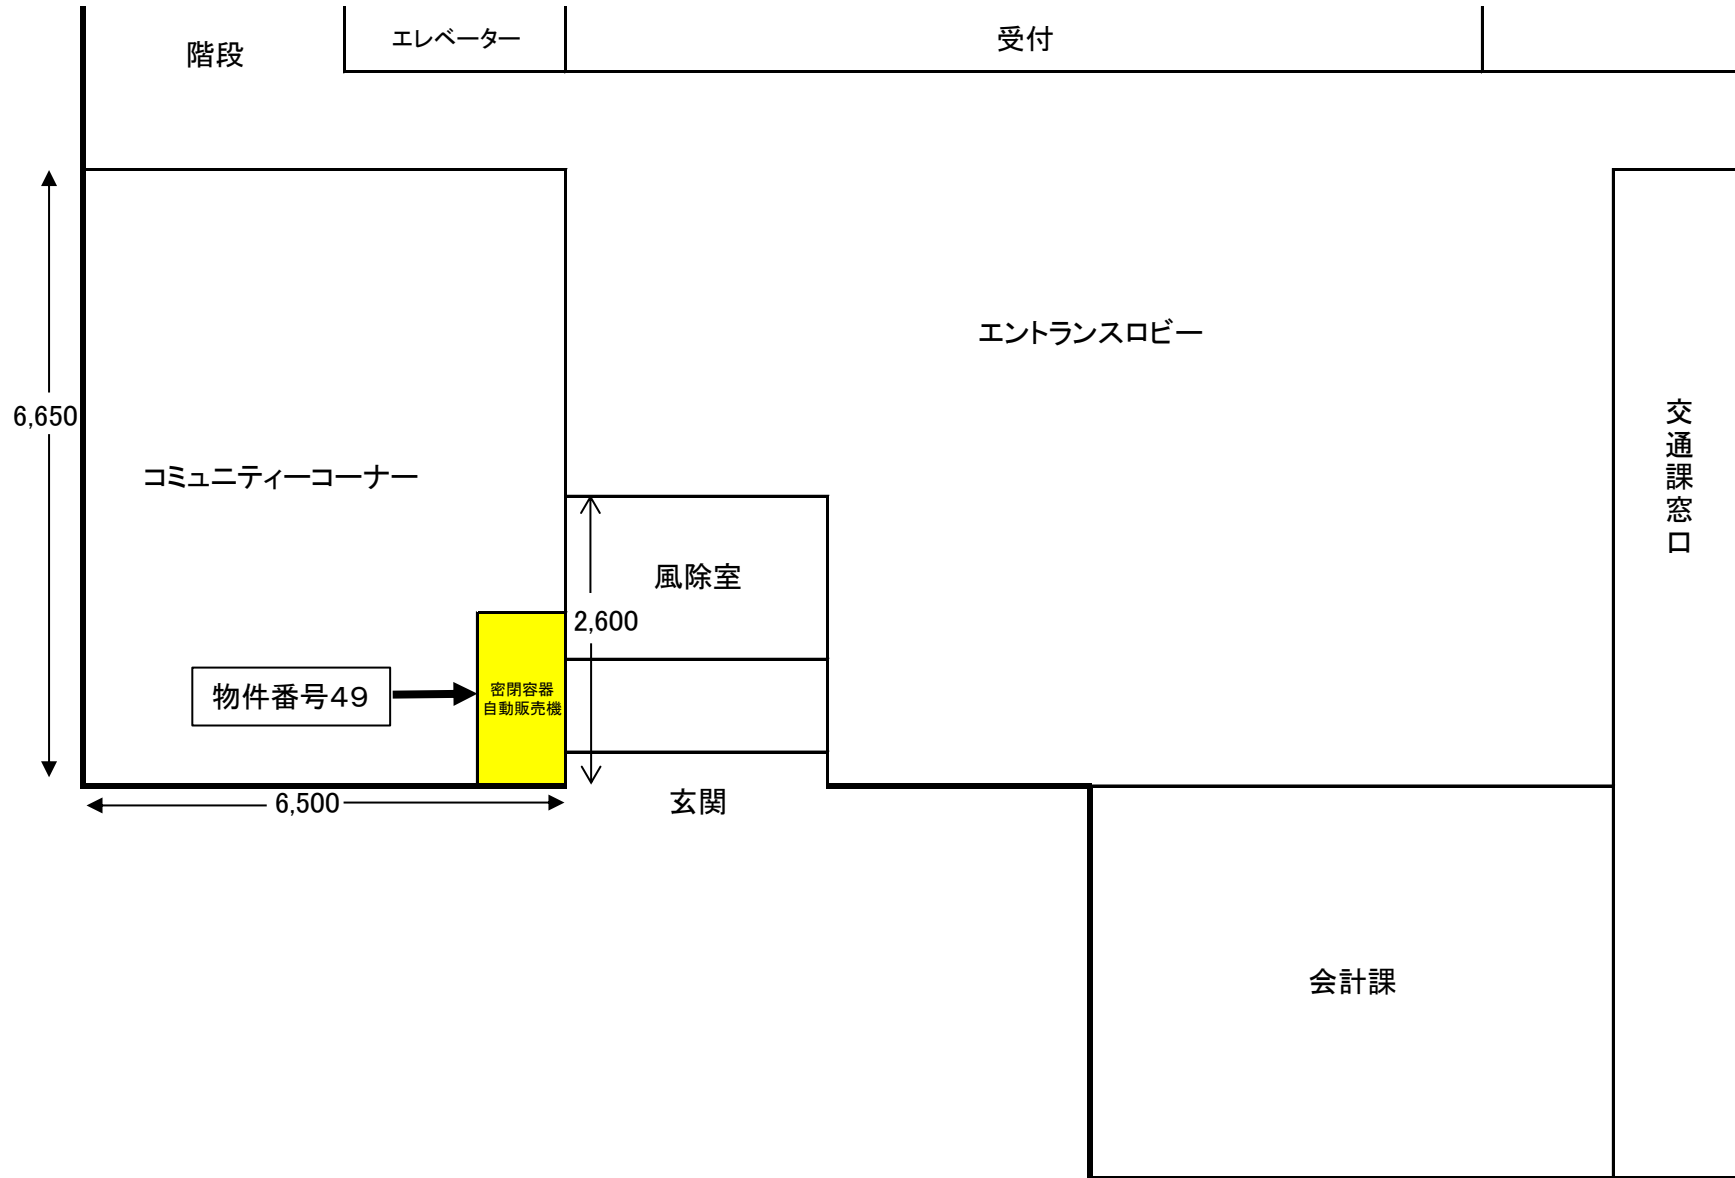 階段
エレベーター
受付
エントランスロビー
6,650
コミュニティーコーナー
交通課窓口
風除室
2,600
物件番号４９
密閉容器
自動販売機
6,500
玄関
会計課